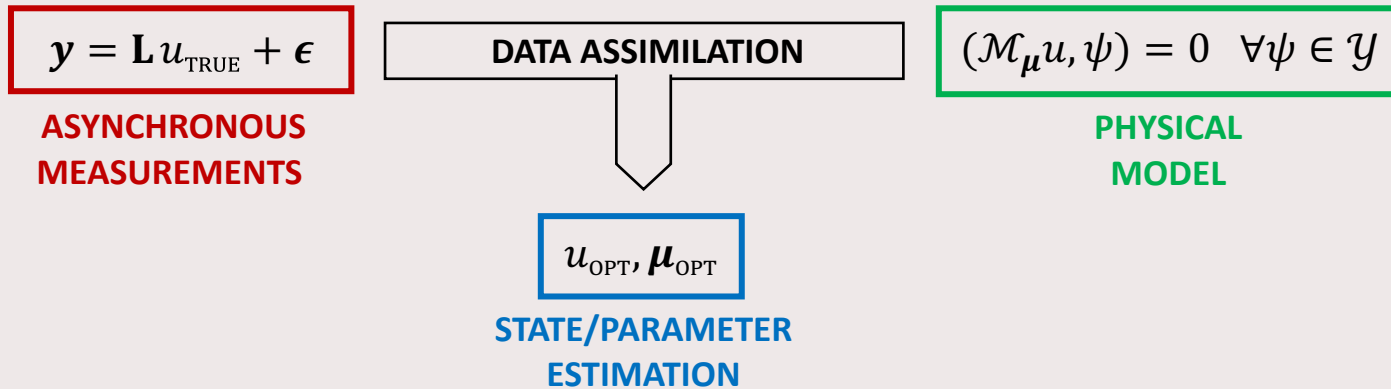 y = L u_TRUE + ϵ
DATA ASSIMILATION
(ℳ_μ u, ψ) = 0 ∀ψ ∈ 𝒴
ASYNCHRONOUS
MEASUREMENTS
PHYSICAL
MODEL
u_OPT, μ_OPT
STATE/PARAMETER
ESTIMATION